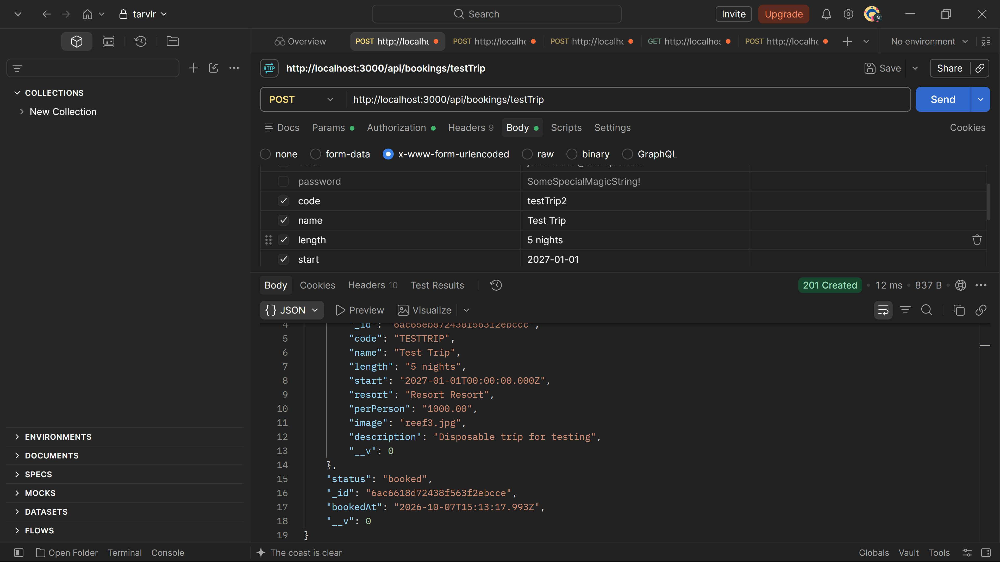 tarvlr
Search
Invite
Upgrade
N
Overview
POST http://localhc
POST http://localhc
POST http://localhc
GET http://localhos
POST http://localhc
No environment
COLLECTIONS
New Collection
ENVIRONMENTS
DOCUMENTS
SPECS
MOCKS
DATASETS
FLOWS
HTTP http://localhost:3000/api/bookings/testTrip
Save
Share
POST http://localhost:3000/api/bookings/testTrip
Send
Docs Params Authorization Headers 9 Body Scripts Settings
Cookies
none form-data x-www-form-urlencoded raw binary GraphQL
password SomeSpecialMagicString!
code testTrip2
name Test Trip
length 5 nights
start 2027-01-01
Body Cookies Headers 10 Test Results
201 Created • 12 ms • 837 B
{} JSON Preview Visualize
4 "_id": "6ac65eb872438f563f2ebccc",
5 "code": "TESTTRIP",
6 "name": "Test Trip",
7 "length": "5 nights",
8 "start": "2027-01-01T00:00:00.000Z",
9 "resort": "Resort Resort",
10 "perPerson": "1000.00",
11 "image": "reef3.jpg",
12 "description": "Disposable trip for testing",
13 "__v": 0
14 },
15 "status": "booked",
16 "_id": "6ac6618d72438f563f2ebcce",
17 "bookedAt": "2026-10-07T15:13:17.993Z",
18 "__v": 0
19 }
Open Folder Terminal Console
The coast is clear
Globals Vault Tools